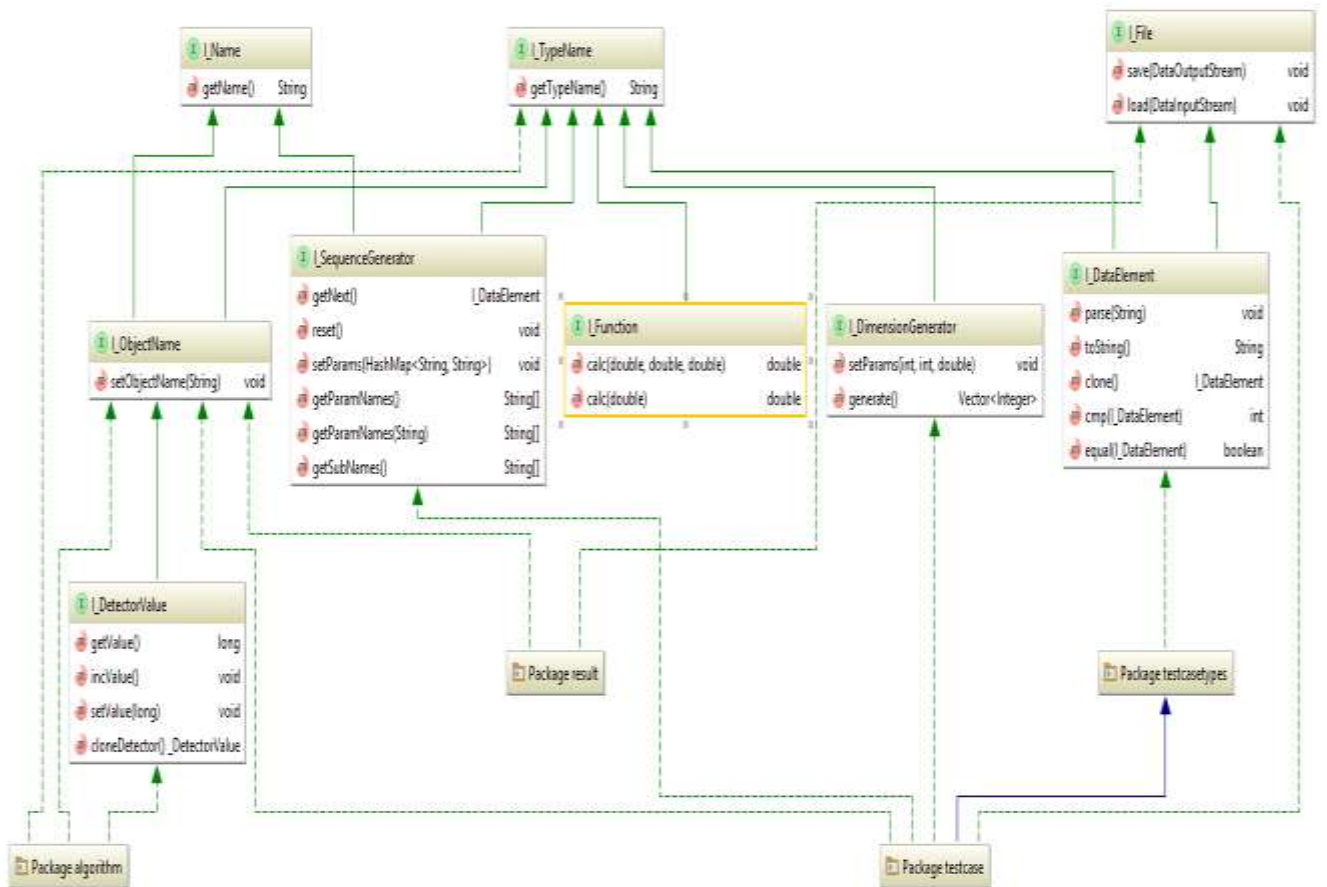 I_Name
getName() String
I_TypeName
getTypeName() String
I_File
save(DataOutputStream) void
load(DataInputStream) void
I_SequenceGenerator
getNext() I_DataElement
reset() void
setParams(HashMap<String, String>) void
getParamNames() String[]
getParamNames(String) String[]
getSubNames() String[]
I_DataElement
parse(String) void
toString() String
clone() I_DataElement
cmp(I_DataElement) int
equal(I_DataElement) boolean
I_Function
calc(double, double, double) double
calc(double) double
I_DimensionGenerator
setParams(int, int, double) void
generate() Vector<Integer>
I_ObjectName
setObjectName(String) void
I_DetectorValue
getValue() long
incValue() void
setValue(long) void
cloneDetector() _DetectorValue
Package result
Package testcasetypes
Package algorithm
Package testcase